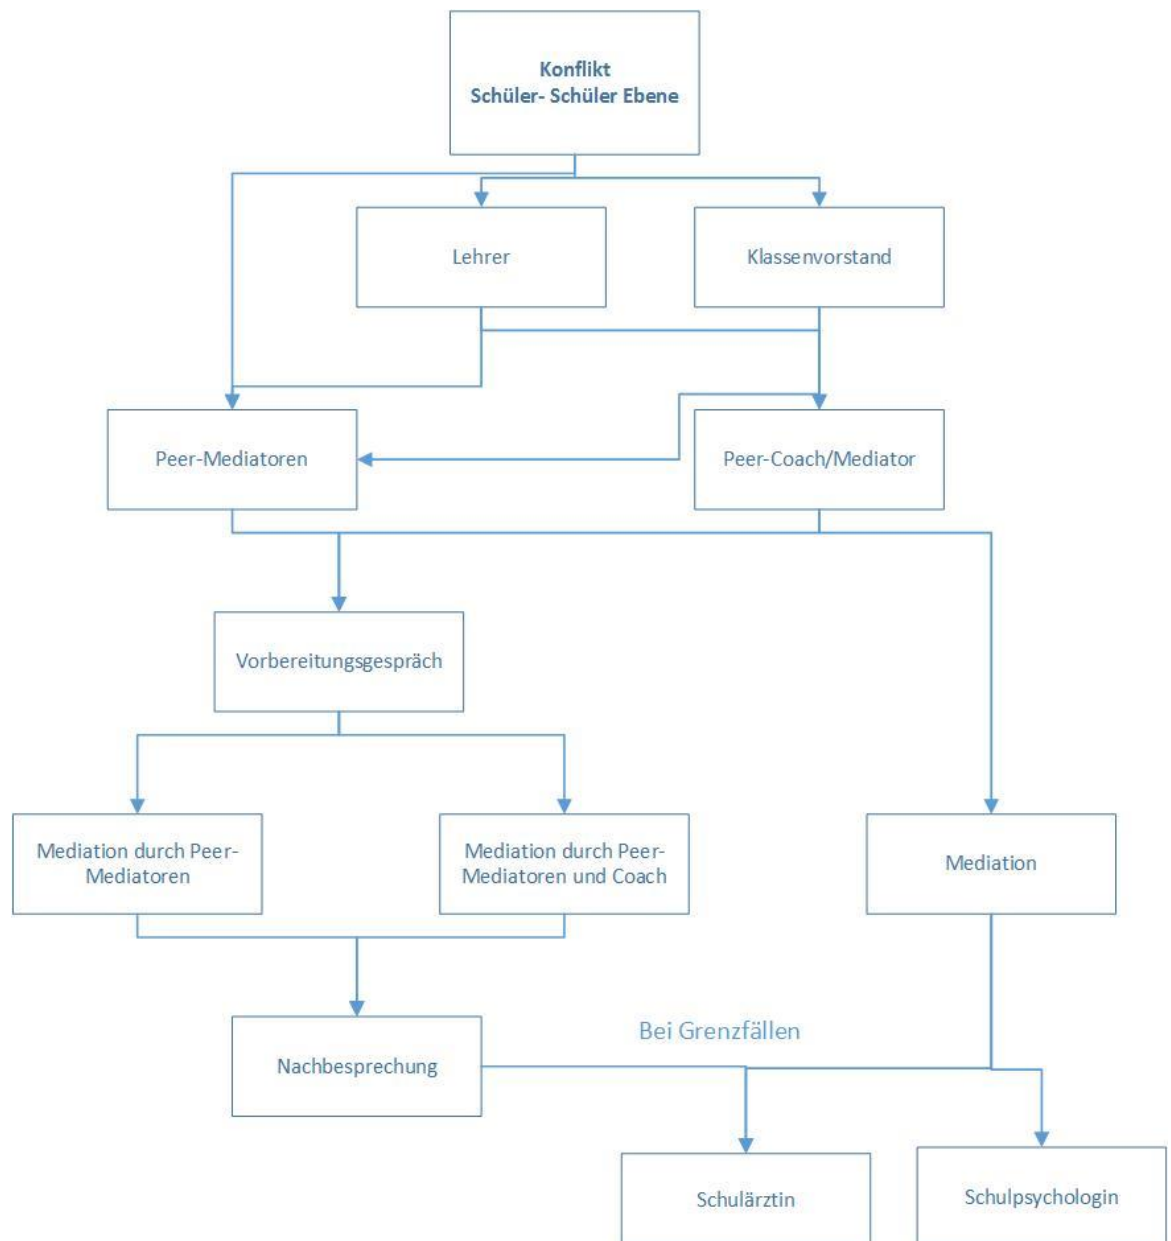 Konflikt
Schüler- Schüler Ebene
Lehrer
Klassenvorstand
Peer-Mediatoren
Peer-Coach/Mediator
Vorbereitungsgespräch
Mediation durch Peer-
Mediatoren
Mediation durch Peer-
Mediatoren und Coach
Mediation
Bei Grenzfällen
Nachbesprechung
Schulärztin
Schulpsychologin